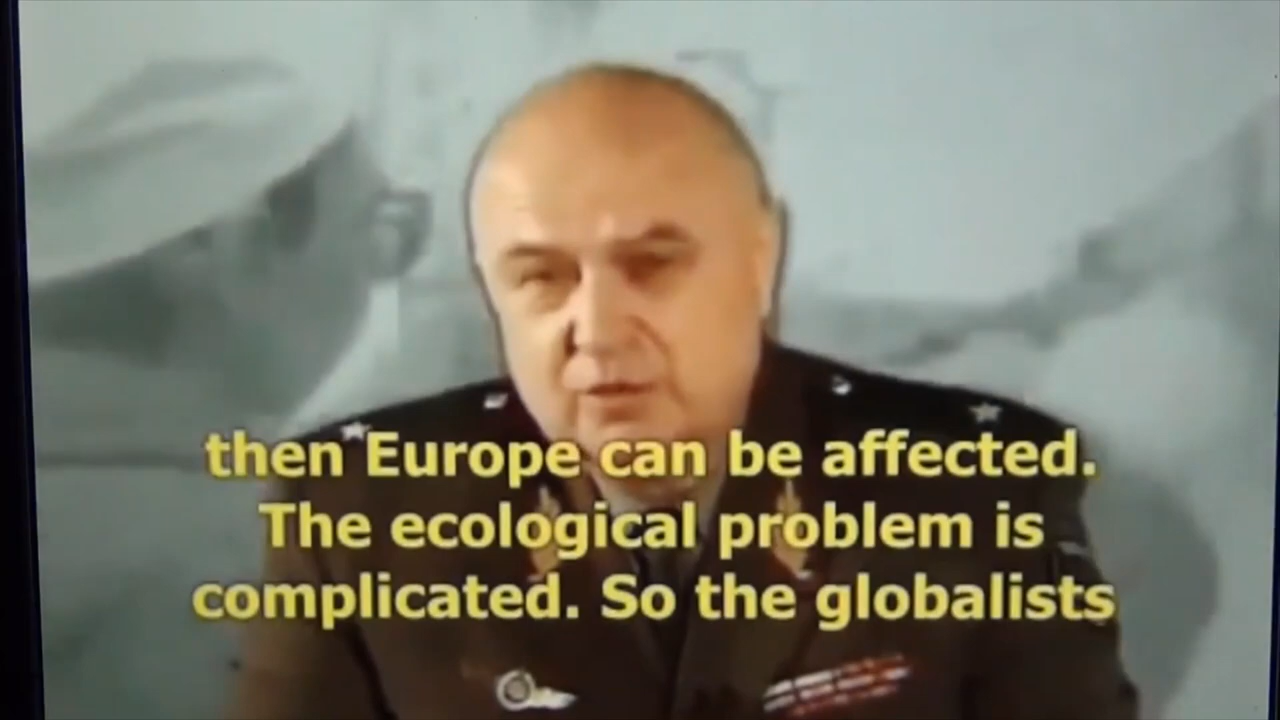 then Europe can be affected.
The ecological problem is
complicated. So the globalists